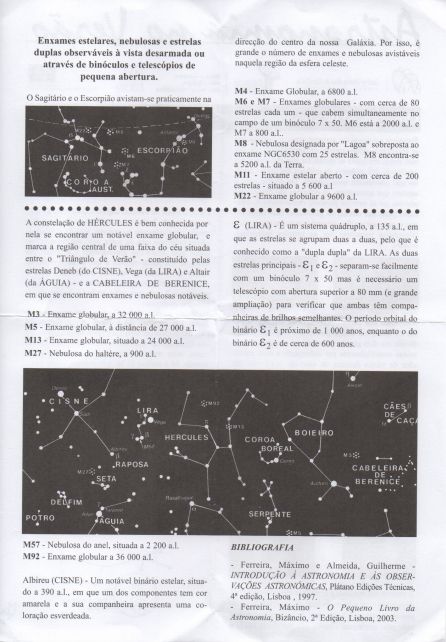 Enxames estelares, nebulosas e estrelas
duplas observáveis à vista desarmada ou
através de binóculos e telescópios de
pequena abertura.
O Sagitário e o Escorpião avistam-se praticamente na
direcção do centro da nossa Galáxia. Por isso, é
grande o número de enxames e nebulosas avistáveis
naquela região da esfera celeste.
SAGITÁRIO
ESCORPIÃO
COROA
AUST.
M4 - Enxame Globular, a 6800 a.l.
M6 e M7 - Enxames globulares - com cerca de 80
estrelas cada um - que cabem simultaneamente no
campo de um binóculo 7 x 50. M6 está a 2000 a.l. e
M7 a 800 a.l..
M8 - Nebulosa designada por "Lagoa" sobreposta ao
enxame NGC6530 com 25 estrelas. M8 encontra-se
a 5200 a.l. da Terra.
M11 - Enxame estelar aberto - com cerca de 200
estrelas - situado a 5 600 a.l
M22 - Enxame globular a 9600 a.l.
A constelação de HÉRCULES é bem conhecida por
nela se encontrar um notável enxame globular, e
marca a região central de uma faixa do céu situada
entre o "Triângulo de Verão" - constituído pelas
estrelas Deneb (do CISNE), Vega (da LIRA) e Altair
(da ÁGUIA) - e a CABELEIRA DE BERENICE,
em que se encontram enxames e nebulosas notáveis.
M3 - Enxame globular, a 32 000 a.l.
M5 - Enxame globular, à distância de 27 000 a.l.
M13 - Enxame globular, situado a 24 000 a.l.
M27 - Nebulosa do haltére, a 900 a.l.
ε (LIRA) - É um sistema quádruplo, a 135 a.l., em
que as estrelas se agrupam duas a duas, pelo que é
conhecido como a "dupla dupla" da LIRA. As duas
estrelas principais - ε1 e ε2 - separam-se facilmente
com um binóculo 7 x 50 mas é necessário um
telescópio com abertura superior a 80 mm (e grande
ampliação) para verificar que ambas têm compa-
nheiras de brilhos semelhantes. O período orbital do
binário ε1 é próximo de 1 000 anos, enquanto o do
binário ε2 é de cerca de 600 anos.
CISNE
LIRA
HERCULES
COROA
BOREAL
BOIEIRO
CÃES
DE
CAÇA
RAPOSA
SETA
CABELEIRA
DE
BERENICE
DELFIM
POTRO
ÁGUIA
SERPENTE
M57 - Nebulosa do anel, situada a 2 200 a.l.
M92 - Enxame globular a 36 000 a.l.
Albireu (CISNE) - Um notável binário estelar, situa-
do a 390 a.l., em que um dos componentes tem cor
amarela e a sua companheira apresenta uma co-
loração esverdeada.
BIBLIOGRAFIA
- Ferreira, Máximo e Almeida, Guilherme -
INTRODUÇÃO À ASTRONOMIA E ÀS OBSER-
VAÇÕES ASTRONÓMICAS, Plátano Edições Técnicas,
4ª edição, Lisboa , 1997.
- Ferreira, Máximo - O Pequeno Livro da
Astronomia, Bizâncio, Lisboa, 2003.